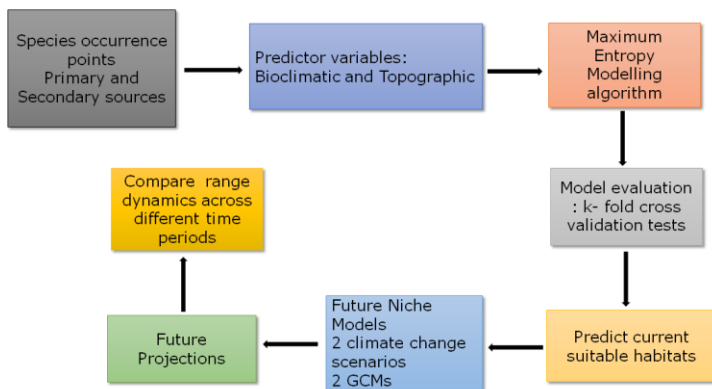 Species occurrence
points
Primary and
Secondary sources
Predictor variables:
Bioclimatic and Topographic
Maximum
Entropy
Modelling
algorithm
Model evaluation
: k- fold cross
validation tests
Predict current
suitable habitats
Future Niche
Models
2 climate change
scenarios
2 GCMs
Future
Projections
Compare range
dynamics across
different time
periods